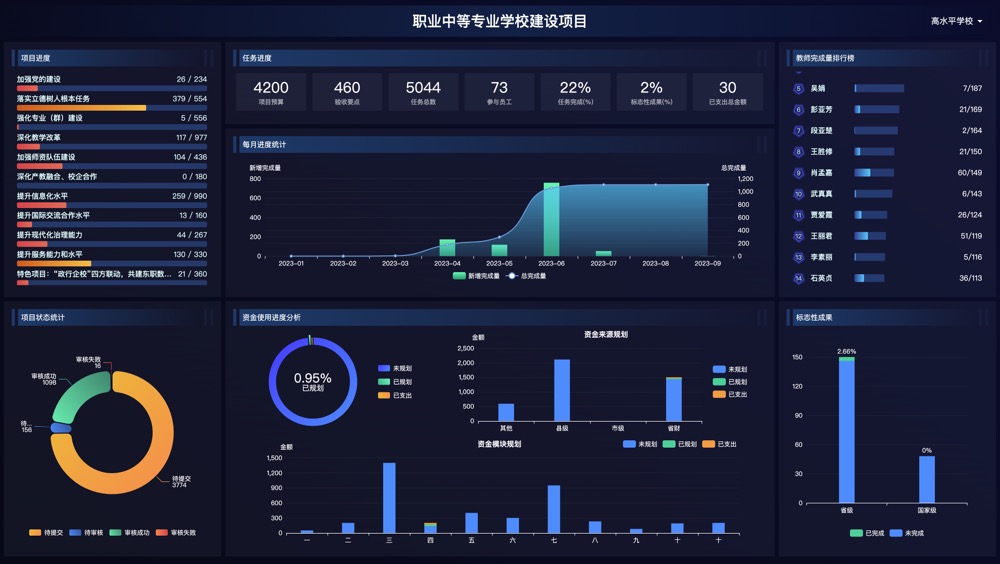 职业中等专业学校建设项目
高水平学校
项目进度
加强党的建设 26 / 234
落实立德树人根本任务 379 / 554
强化专业（群）建设 5 / 556
深化教学改革 117 / 977
加强师资队伍建设 104 / 436
深化产教融合、校企合作 0 / 180
提升信息化水平 259 / 990
提升国际交流合作水平 13 / 160
提升现代化治理能力 44 / 267
提升服务能力和水平 130 / 330
特色项目：“政行企校”四方联动，共建东职数... 21 / 360
任务进度
4200 460 5044 73 22% 2% 30
项目预算 验收要点 任务总数 参与员工 任务完成(%) 标志性成果(%) 已支出总金额
每月进度统计
新增完成量 总完成量
800 1,200
1,000
600
800
400 600
400
200
200
0 0
2023-01 2023-02 2023-03 2023-04 2023-05 2023-06 2023-07 2023-08 2023-09
新增完成量 总完成量
教师完成量排行榜
5 吴娟 7/187
6 彭亚芳 21/169
7 段亚楚 2/164
8 王胜修 21/150
9 肖孟嘉 60/149
10 武真真 6/143
11 贾爱霞 26/124
12 王丽君 51/119
13 李素丽 5/116
14 石英贞 36/113
项目状态统计
审核失败
16
审核成功
1098
待...
156
待提交
3774
待提交 待审核 审核成功 审核失败
资金使用进度分析
0.95%
已规划
未规划
已规划
已支出
资金来源规划
金额
2,500
2,000
1,500
1,000
500
0
其他 县级 市级 省财
未规划
已规划
已支出
资金模块规划
金额
未规划 已规划 已支出
1,500
1,200
900
600
300
0
一 二 三 四 五 六 七 八 九 十 十
标志性成果
150
120
90
60
30
0
2.66%
0%
省级 国家级
已完成 未完成